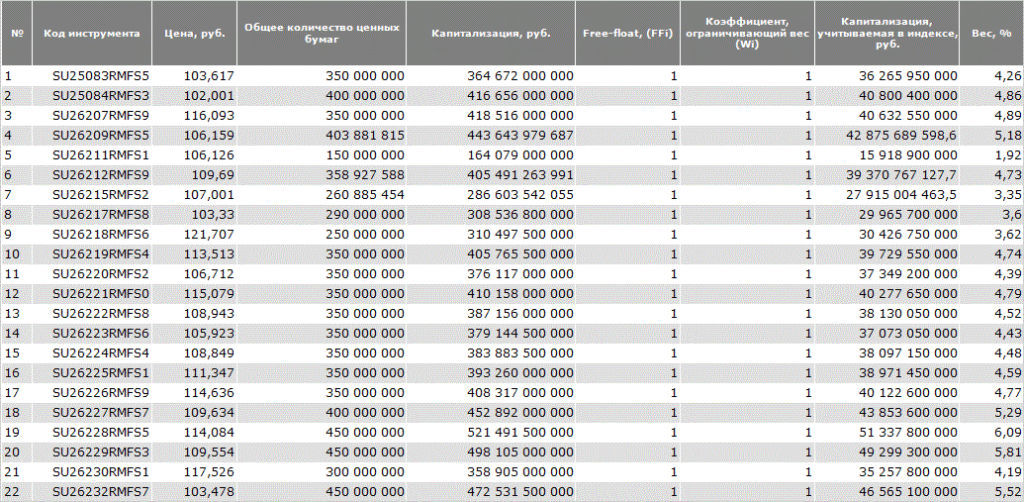 № Код инструмента Цена, руб. Общее количество ценных бумаг Капитализация, руб. Free-float, (FFi) Коэффициент, ограничивающий вес (Wi) Капитализация, учитываемая в индексе, руб. Вес, %
1 SU25083RMFS5 103,617 350 000 000 364 672 000 000 1 1 36 265 950 000 4,26
2 SU25084RMFS3 102,001 400 000 000 416 656 000 000 1 1 40 800 400 000 4,86
3 SU26207RMFS9 116,093 350 000 000 418 516 000 000 1 1 40 632 550 000 4,89
4 SU26209RMFS5 106,159 403 881 815 443 643 979 687 1 1 42 875 689 598,6 5,18
5 SU26211RMFS1 106,126 150 000 000 164 079 000 000 1 1 15 918 900 000 1,92
6 SU26212RMFS9 109,69 358 927 588 405 491 263 991 1 1 39 370 767 127,7 4,73
7 SU26215RMFS2 107,001 260 885 454 286 603 542 055 1 1 27 915 004 463,5 3,35
8 SU26217RMFS8 103,33 290 000 000 308 536 800 000 1 1 29 965 700 000 3,6
9 SU26218RMFS6 121,707 250 000 000 310 497 500 000 1 1 30 426 750 000 3,62
10 SU26219RMFS4 113,513 350 000 000 405 765 500 000 1 1 39 729 550 000 4,74
11 SU26220RMFS2 106,712 350 000 000 376 117 000 000 1 1 37 349 200 000 4,39
12 SU26221RMFS0 115,079 350 000 000 410 158 000 000 1 1 40 277 650 000 4,79
13 SU26222RMFS8 108,943 350 000 000 387 156 000 000 1 1 38 130 050 000 4,52
14 SU26223RMFS6 105,923 350 000 000 379 144 500 000 1 1 37 073 050 000 4,43
15 SU26224RMFS4 108,849 350 000 000 383 883 500 000 1 1 38 097 150 000 4,48
16 SU26225RMFS1 111,347 350 000 000 393 260 000 000 1 1 38 971 450 000 4,59
17 SU26226RMFS9 114,636 350 000 000 408 317 000 000 1 1 40 122 600 000 4,77
18 SU26227RMFS7 109,634 400 000 000 452 892 000 000 1 1 43 853 600 000 5,29
19 SU26228RMFS5 114,084 450 000 000 521 491 500 000 1 1 51 337 800 000 6,09
20 SU26229RMFS3 109,554 450 000 000 498 105 000 000 1 1 49 299 300 000 5,81
21 SU26230RMFS1 117,526 300 000 000 358 905 000 000 1 1 35 257 800 000 4,19
22 SU26232RMFS7 103,478 450 000 000 472 531 500 000 1 1 46 565 100 000 5,52